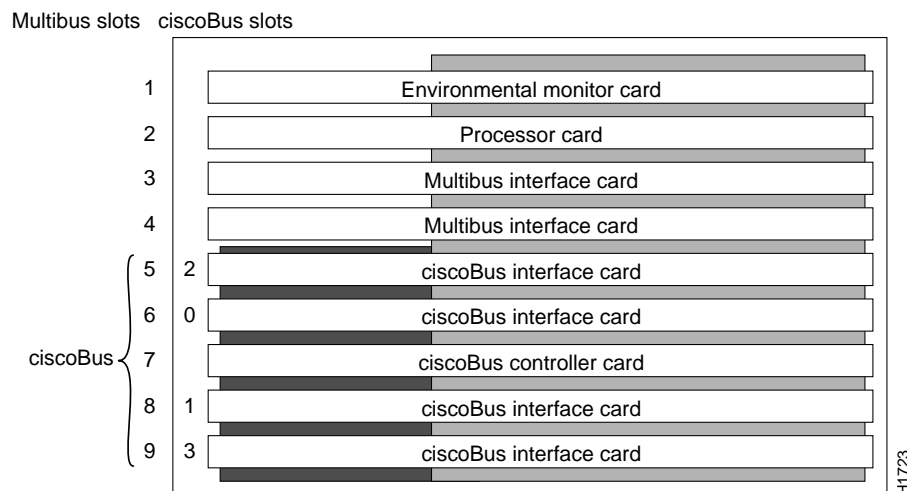 Multibus slots ciscoBus slots
1 Environmental monitor card
2 Processor card
3 Multibus interface card
4 Multibus interface card
5 2 ciscoBus interface card
6 0 ciscoBus interface card
ciscoBus 7 ciscoBus controller card
8 1 ciscoBus interface card
9 3 ciscoBus interface card
H1723